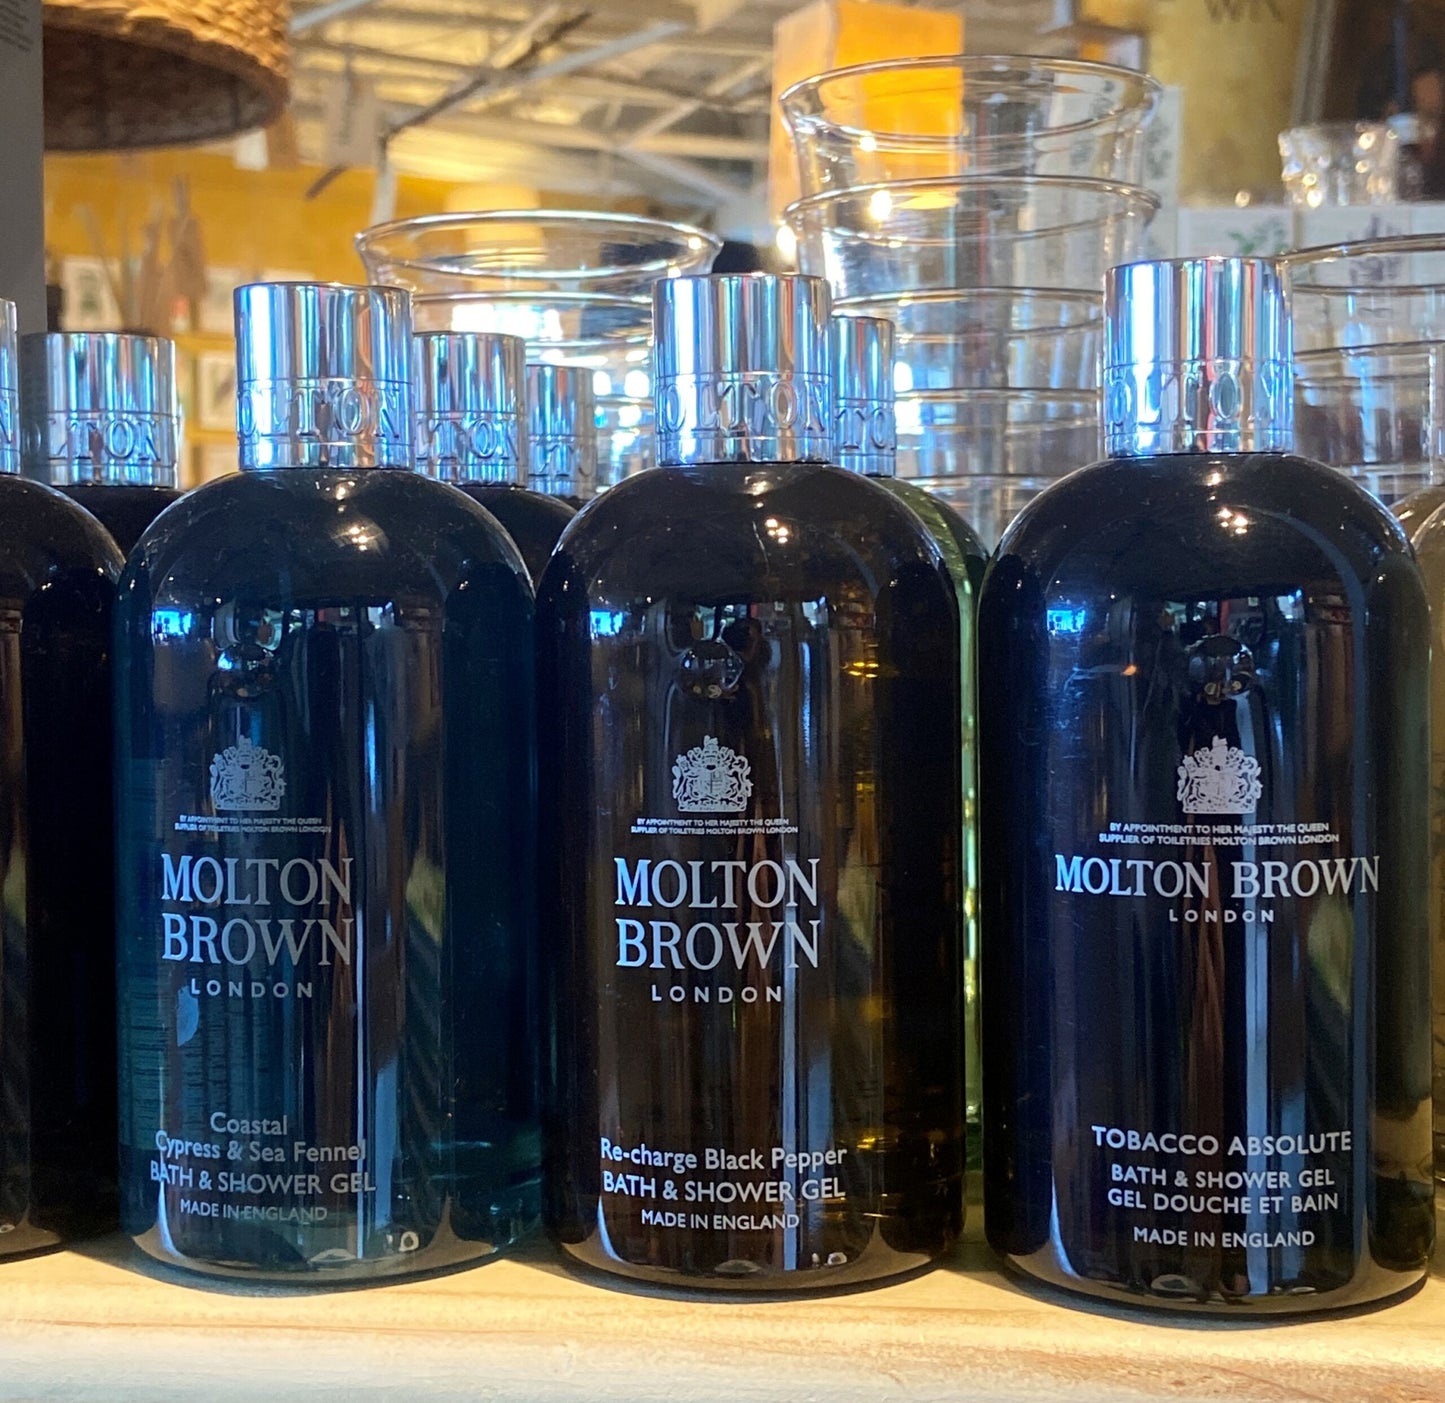 BY APPOINTMENT TO HER MAJESTY THE QUEEN
SUPPLIER OF TOILETRIES MOLTON BROWN LONDON
MOLTON
BROWN
LONDON
Coastal
Cypress & Sea Fennel
BATH & SHOWER GEL
MADE IN ENGLAND
BY APPOINTMENT TO HER MAJESTY THE QUEEN
SUPPLIER OF TOILETRIES MOLTON BROWN LONDON
MOLTON
BROWN
LONDON
Re-charge Black Pepper
BATH & SHOWER GEL
MADE IN ENGLAND
BY APPOINTMENT TO HER MAJESTY THE QUEEN
SUPPLIER OF TOILETRIES MOLTON BROWN LONDON
MOLTON BROWN
LONDON
TOBACCO ABSOLUTE
BATH & SHOWER GEL
GEL DOUCHE ET BAIN
MADE IN ENGLAND